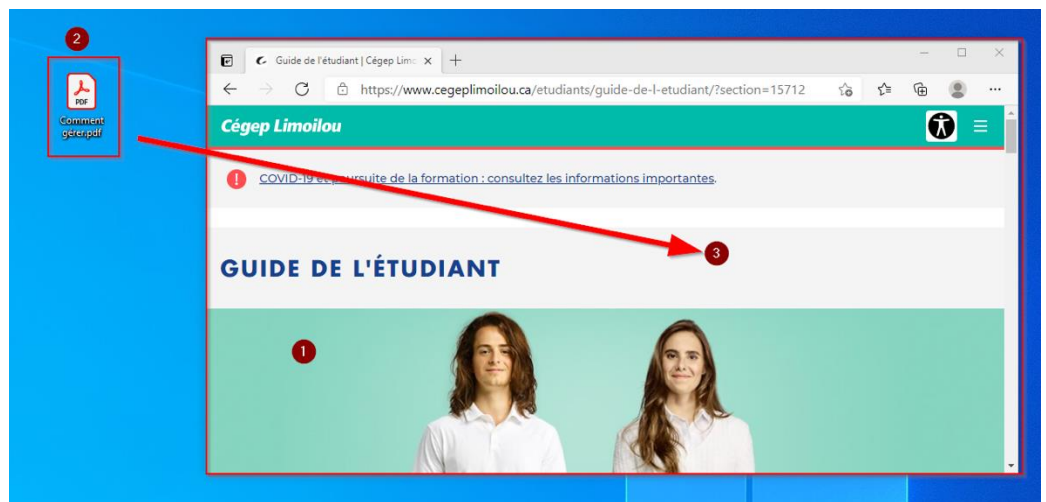 2
PDF
Comment
gérer.pdf
Guide de l'étudiant | Cégep Limo
https://www.cegeplimoilou.ca/etudiants/guide-de-l-etudiant/?section=15712
Cégep Limoilou
COVID-19 et poursuite de la formation : consultez les informations importantes.
3
GUIDE DE L'ÉTUDIANT
1